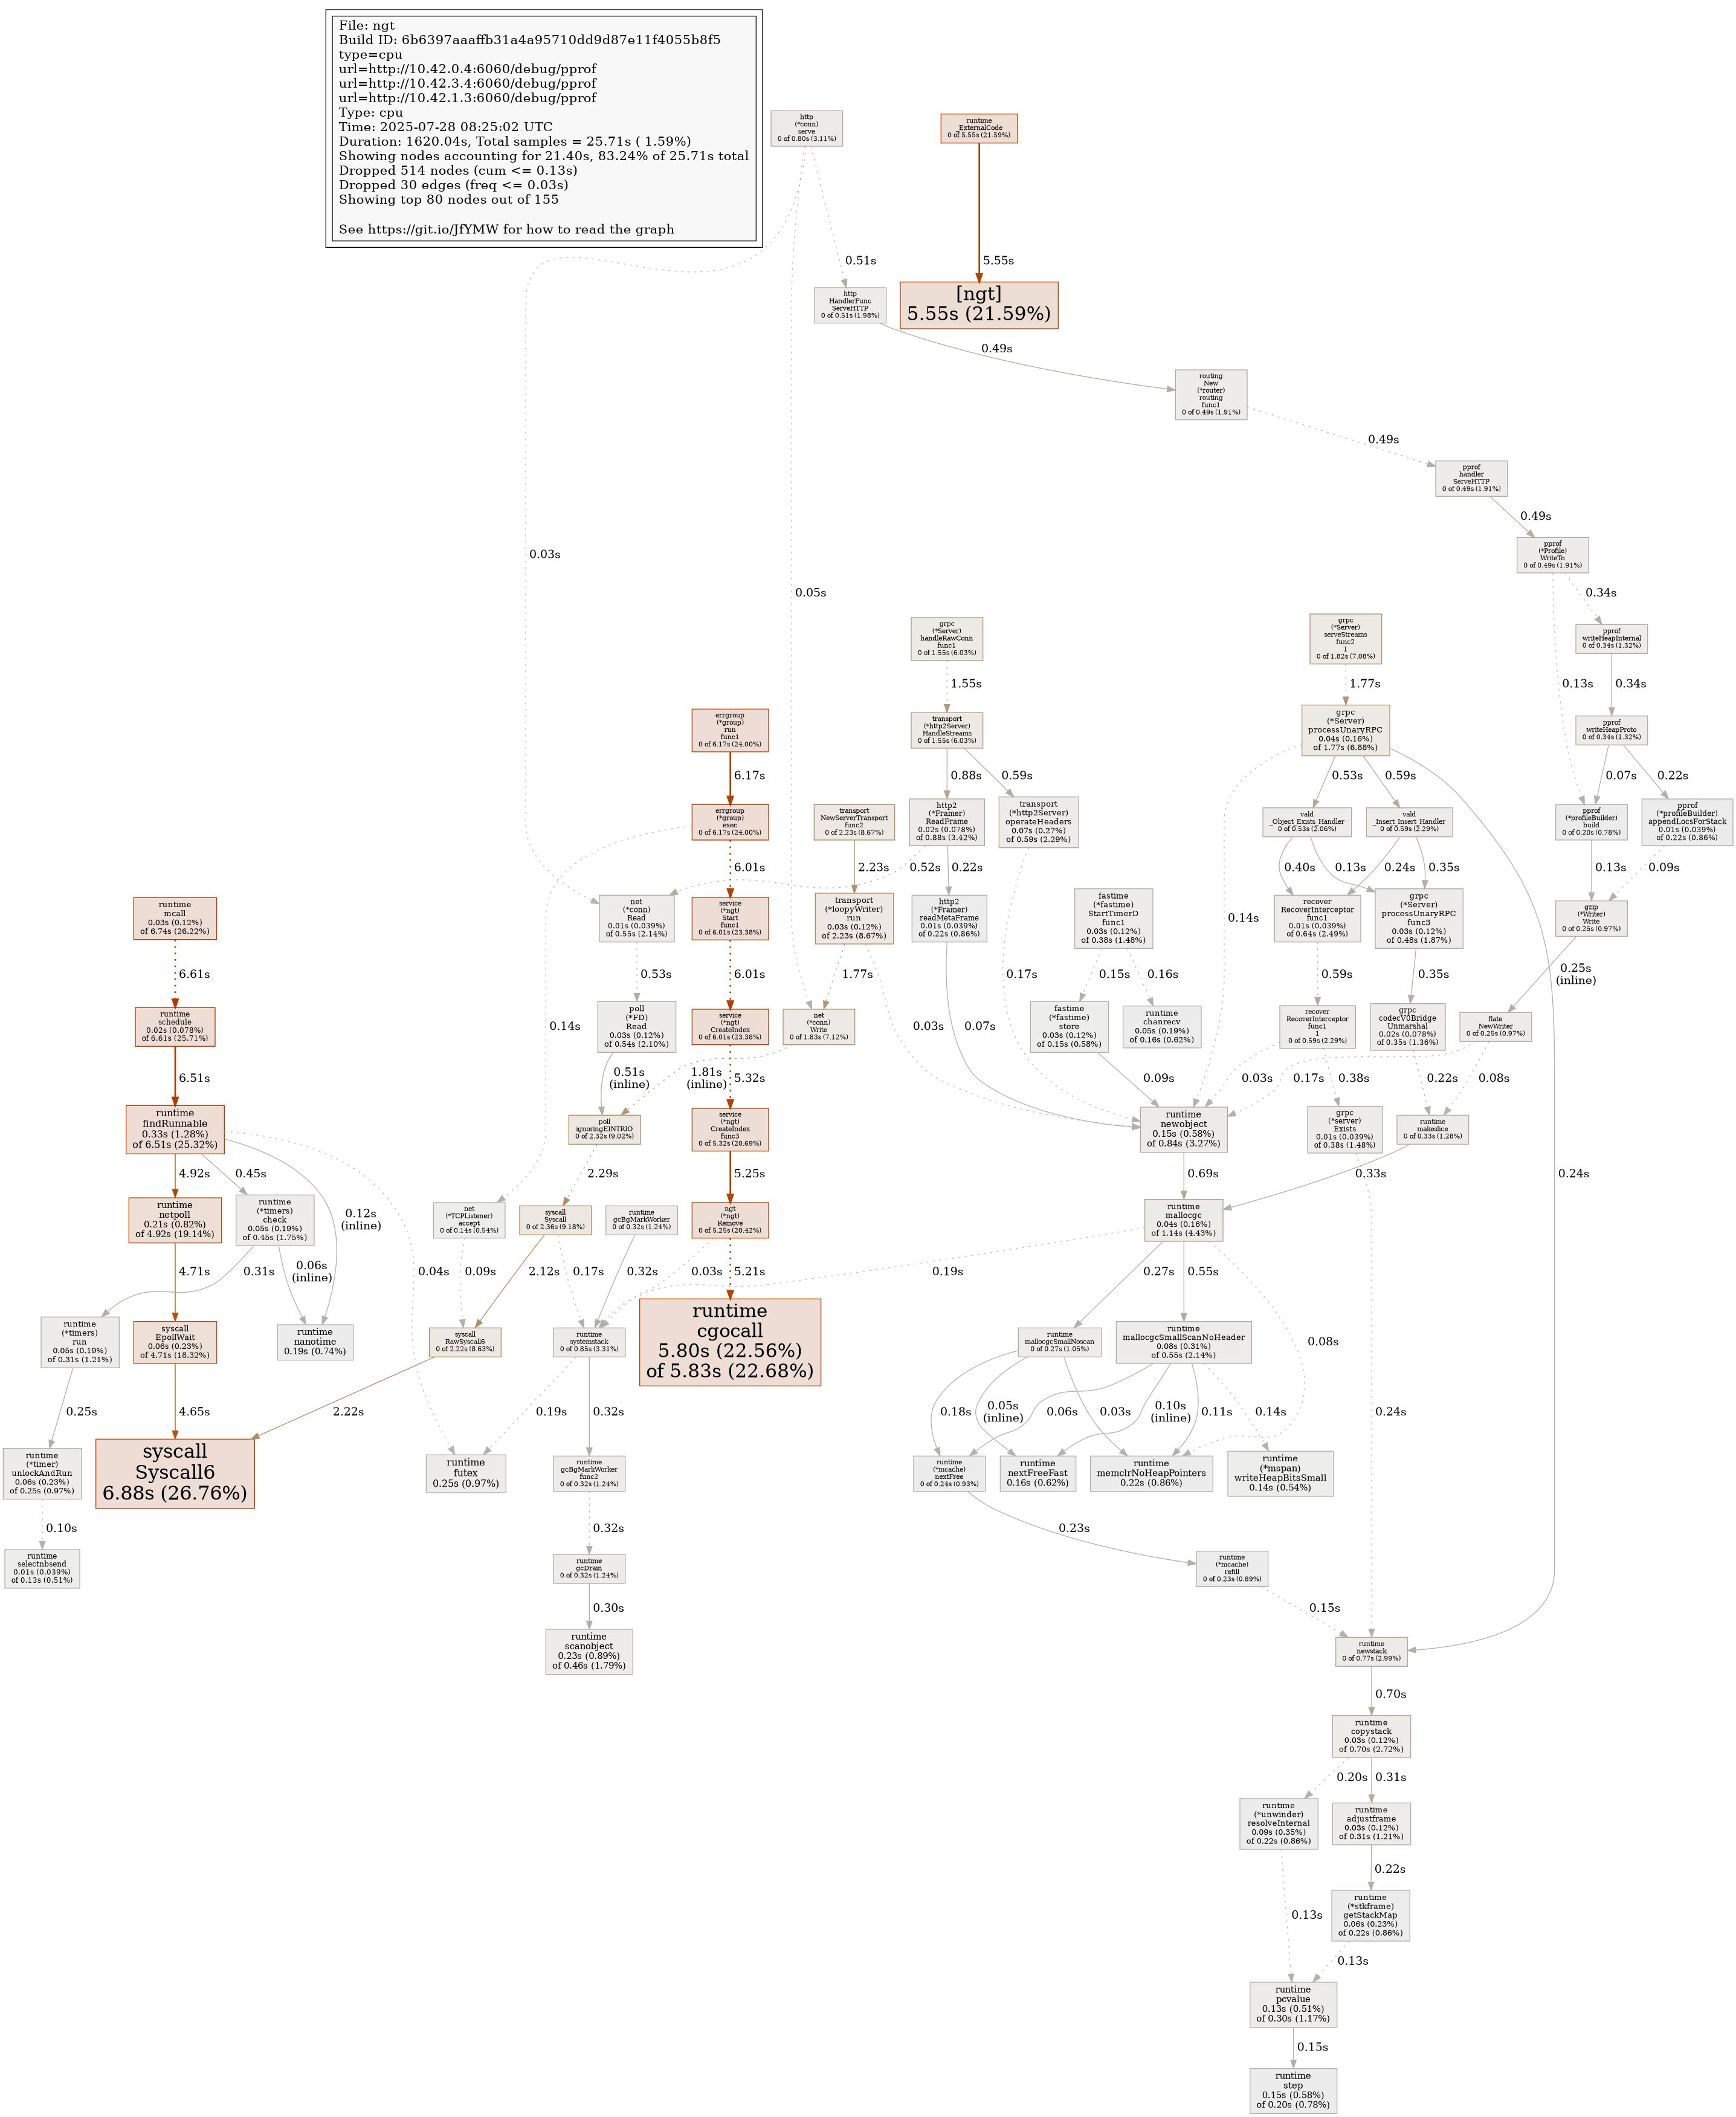 File: ngt
Build ID: 6b6397aaaffb31a4a95710dd9d87e11f4055b8f5
type=cpu
url=http://10.42.0.4:6060/debug/pprof
url=http://10.42.3.4:6060/debug/pprof
url=http://10.42.1.3:6060/debug/pprof
Type: cpu
Time: 2025-07-28 08:25:02 UTC
Duration: 1620.04s, Total samples = 25.71s ( 1.59%)
Showing nodes accounting for 21.40s, 83.24% of 25.71s total
Dropped 514 nodes (cum <= 0.13s)
Dropped 30 edges (freq <= 0.03s)
Showing top 80 nodes out of 155
See https://git.io/JfYMW for how to read the graph
http
(*conn)
serve
0 of 0.80s (3.11%)
runtime
_ExternalCode
0 of 5.55s (21.59%)
0.51s
5.55s
http
HandlerFunc
ServeHTTP
0 of 0.51s (1.98%)
[ngt]
5.55s (21.59%)
0.49s
routing
New
(*router)
routing
func1
0 of 0.49s (1.91%)
0.49s
pprof
handler
ServeHTTP
0 of 0.49s (1.91%)
0.49s
0.03s
pprof
(*Profile)
WriteTo
0 of 0.49s (1.91%)
0.05s
0.34s
grpc
(*Server)
handleRawConn
func1
0 of 1.55s (6.03%)
grpc
(*Server)
serveStreams
func2
1
0 of 1.82s (7.08%)
pprof
writeHeapInternal
0 of 0.34s (1.32%)
1.55s
1.77s
0.13s
0.34s
errgroup
(*group)
run
func1
0 of 6.17s (24.00%)
transport
(*http2Server)
HandleStreams
0 of 1.55s (6.03%)
grpc
(*Server)
processUnaryRPC
0.04s (0.16%)
of 1.77s (6.88%)
pprof
writeHeapProto
0 of 0.34s (1.32%)
6.17s
0.88s
0.59s
0.53s
0.59s
0.07s
0.22s
errgroup
(*group)
exec
0 of 6.17s (24.00%)
transport
NewServerTransport
func2
0 of 2.23s (8.67%)
http2
(*Framer)
ReadFrame
0.02s (0.078%)
of 0.88s (3.42%)
transport
(*http2Server)
operateHeaders
0.07s (0.27%)
of 0.59s (2.29%)
vald
_Object_Exists_Handler
0 of 0.53s (2.06%)
vald
_Insert_Insert_Handler
0 of 0.59s (2.29%)
pprof
(*profileBuilder)
build
0 of 0.20s (0.78%)
pprof
(*profileBuilder)
appendLocsForStack
0.01s (0.039%)
of 0.22s (0.86%)
6.01s
2.23s
0.52s
0.22s
0.40s
0.13s
0.24s
0.35s
0.13s
0.09s
runtime
mcall
0.03s (0.12%)
of 6.74s (26.22%)
net
(*conn)
Read
0.01s (0.039%)
of 0.55s (2.14%)
service
(*ngt)
Start
func1
0 of 6.01s (23.38%)
transport
(*loopyWriter)
run
0.03s (0.12%)
of 2.23s (8.67%)
http2
(*Framer)
readMetaFrame
0.01s (0.039%)
of 0.22s (0.86%)
fastime
(*fastime)
StartTimerD
func1
0.03s (0.12%)
of 0.38s (1.48%)
0.14s
recover
RecoverInterceptor
func1
0.01s (0.039%)
of 0.64s (2.49%)
grpc
(*Server)
processUnaryRPC
func3
0.03s (0.12%)
of 0.48s (1.87%)
gzip
(*Writer)
Write
0 of 0.25s (0.97%)
6.61s
0.53s
6.01s
1.77s
0.17s
0.15s
0.16s
0.59s
0.35s
0.25s
(inline)
runtime
schedule
0.02s (0.078%)
of 6.61s (25.71%)
0.14s
poll
(*FD)
Read
0.03s (0.12%)
of 0.54s (2.10%)
service
(*ngt)
CreateIndex
0 of 6.01s (23.38%)
net
(*conn)
Write
0 of 1.83s (7.12%)
0.03s
0.07s
fastime
(*fastime)
store
0.03s (0.12%)
of 0.15s (0.58%)
runtime
chanrecv
0.05s (0.19%)
of 0.16s (0.62%)
recover
RecoverInterceptor
func1
1
0 of 0.59s (2.29%)
grpc
codecV0Bridge
Unmarshal
0.02s (0.078%)
of 0.35s (1.36%)
flate
NewWriter
0 of 0.25s (0.97%)
6.51s
0.51s
(inline)
5.32s
1.81s
(inline)
0.09s
0.03s
0.17s
0.38s
0.22s
0.08s
runtime
findRunnable
0.33s (1.28%)
of 6.51s (25.32%)
poll
ignoringEINTRIO
0 of 2.32s (9.02%)
service
(*ngt)
CreateIndex
func3
0 of 5.32s (20.69%)
runtime
newobject
0.15s (0.58%)
of 0.84s (3.27%)
grpc
(*server)
Exists
0.01s (0.039%)
of 0.38s (1.48%)
runtime
makeslice
0 of 0.33s (1.28%)
4.92s
0.45s
2.29s
5.25s
0.69s
0.33s
0.24s
runtime
netpoll
0.21s (0.82%)
of 4.92s (19.14%)
runtime
(*timers)
check
0.05s (0.19%)
of 0.45s (1.75%)
0.12s
(inline)
net
(*TCPListener)
accept
0 of 0.14s (0.54%)
syscall
Syscall
0 of 2.36s (9.18%)
runtime
gcBgMarkWorker
0 of 0.32s (1.24%)
ngt
(*ngt)
Remove
0 of 5.25s (20.42%)
runtime
mallocgc
0.04s (0.16%)
of 1.14s (4.43%)
4.71s
0.31s
0.06s
(inline)
0.04s
0.09s
2.12s
0.17s
0.32s
0.03s
5.21s
0.19s
0.27s
0.55s
runtime
(*timers)
run
0.05s (0.19%)
of 0.31s (1.21%)
syscall
EpollWait
0.06s (0.23%)
of 4.71s (18.32%)
runtime
nanotime
0.19s (0.74%)
syscall
RawSyscall6
0 of 2.22s (8.63%)
runtime
systemstack
0 of 0.85s (3.31%)
runtime
cgocall
5.80s (22.56%)
of 5.83s (22.68%)
runtime
mallocgcSmallNoscan
0 of 0.27s (1.05%)
runtime
mallocgcSmallScanNoHeader
0.08s (0.31%)
of 0.55s (2.14%)
0.08s
0.25s
4.65s
2.22s
0.19s
0.32s
0.18s
0.05s
(inline)
0.06s
0.03s
0.10s
(inline)
0.11s
0.14s
0.24s
runtime
(*timer)
unlockAndRun
0.06s (0.23%)
of 0.25s (0.97%)
syscall
Syscall6
6.88s (26.76%)
runtime
futex
0.25s (0.97%)
runtime
gcBgMarkWorker
func2
0 of 0.32s (1.24%)
runtime
(*mcache)
nextFree
0 of 0.24s (0.93%)
runtime
nextFreeFast
0.16s (0.62%)
runtime
memclrNoHeapPointers
0.22s (0.86%)
runtime
(*mspan)
writeHeapBitsSmall
0.14s (0.54%)
0.10s
0.32s
0.23s
runtime
selectnbsend
0.01s (0.039%)
of 0.13s (0.51%)
runtime
gcDrain
0 of 0.32s (1.24%)
runtime
(*mcache)
refill
0 of 0.23s (0.89%)
0.30s
0.15s
runtime
scanobject
0.23s (0.89%)
of 0.46s (1.79%)
runtime
newstack
0 of 0.77s (2.99%)
0.70s
runtime
copystack
0.03s (0.12%)
of 0.70s (2.72%)
0.20s
0.31s
runtime
(*unwinder)
resolveInternal
0.09s (0.35%)
of 0.22s (0.86%)
runtime
adjustframe
0.03s (0.12%)
of 0.31s (1.21%)
0.22s
0.13s
runtime
(*stkframe)
getStackMap
0.06s (0.23%)
of 0.22s (0.86%)
0.13s
runtime
pcvalue
0.13s (0.51%)
of 0.30s (1.17%)
0.15s
runtime
step
0.15s (0.58%)
of 0.20s (0.78%)